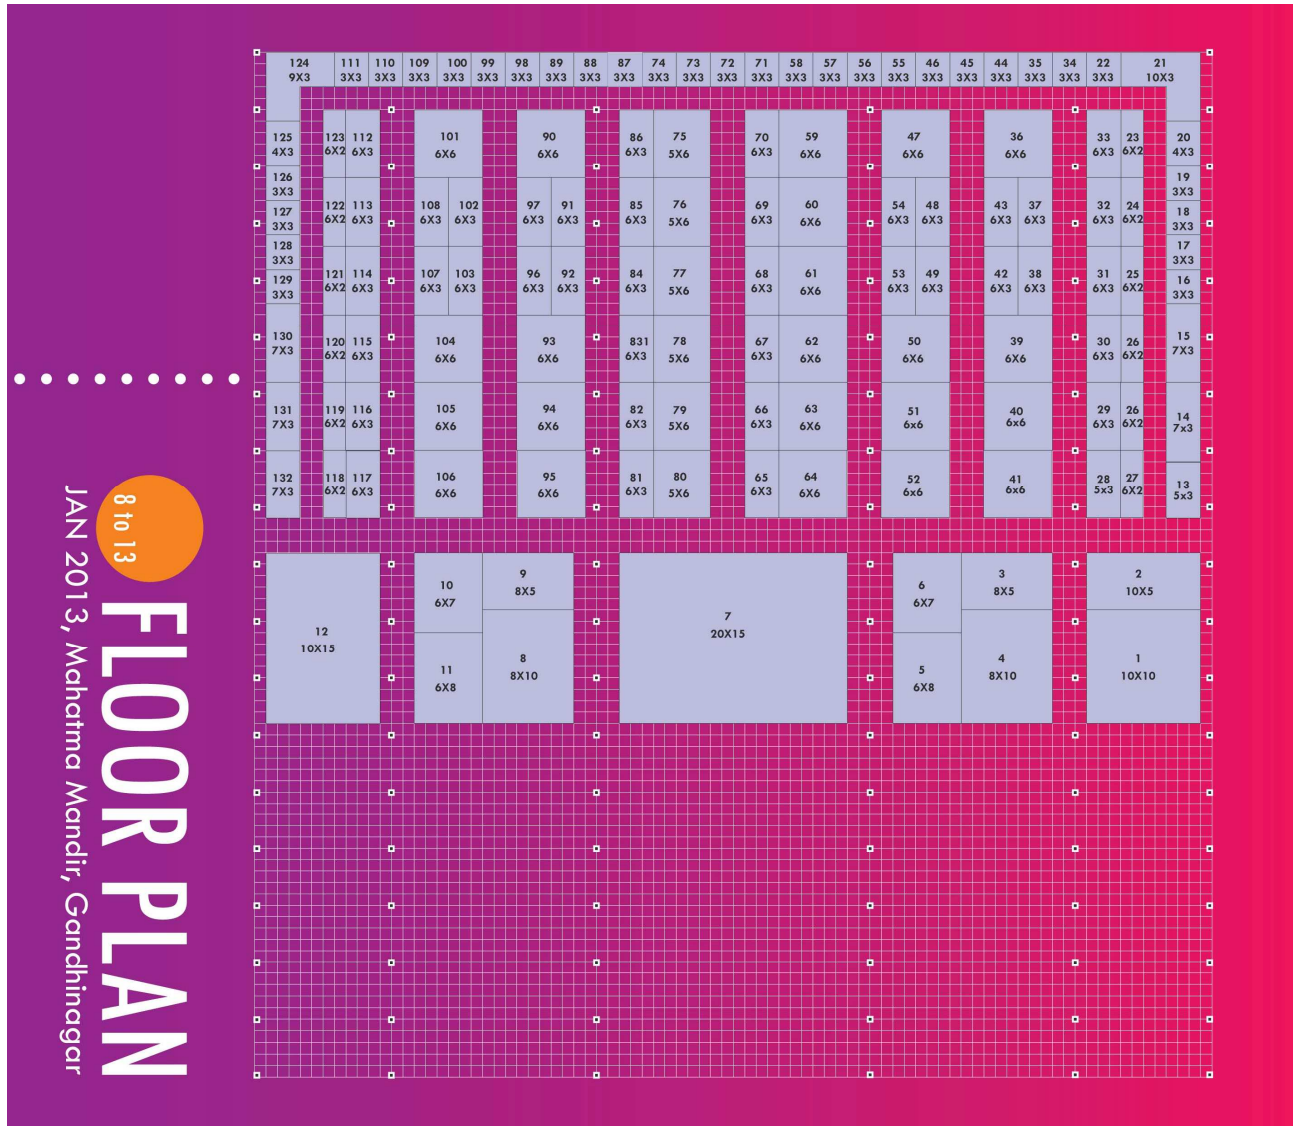 124 111 110 109 100 99 98 89 88 87 74 73 72 71 58 57 56 55 46 45 44 35 34 22 21
9X3 3X3 3X3 3X3 3X3 3X3 3X3 3X3 3X3 3X3 3X3 3X3 3X3 3X3 3X3 3X3 3X3 3X3 3X3 3X3 3X3 3X3 3X3 3X3 10X3
125 123 112 101 90 86 75 70 59 47 36 33 23 20
4X3 6X2 6X3 6X6 6X6 6X3 5X6 6X3 6X6 6X6 6X6 6X3 6X2 4X3
126 19
3X3 3X3
127 122 113 108 102 97 91 85 76 69 60 54 48 43 37 32 24 18
3X3 6X2 6X3 6X3 6X3 6X3 6X3 6X3 5X6 6X3 6X6 6X3 6X3 6X3 6X3 6X3 6X2 3X3
128 17
3X3 3X3
129 121 114 107 103 96 92 84 77 68 61 53 49 42 38 31 25 16
3X3 6X2 6X3 6X3 6X3 6X3 6X3 6X3 5X6 6X3 6X6 6X3 6X3 6X3 6X3 6X3 6X2 3X3
130 120 115 104 93 831 78 67 62 50 39 30 26 15
7X3 6X2 6X3 6X6 6X6 6X3 5X6 6X3 6X6 6X6 6X6 6X3 6X2 7X3
131 119 116 105 94 82 79 66 63 51 40 29 26 14
7X3 6X2 6X3 6X6 6X6 6X3 5X6 6X3 6X6 6x6 6x6 6X3 6X2 7x3
132 118 117 106 95 81 80 65 64 52 41 28 27 13
7X3 6X2 6X3 6X6 6X6 6X3 5X6 6X3 6X6 6x6 6x6 5x3 6X2 5x3
10 9 6 3 2
6X7 8X5 6X7 8X5 10X5
12 7
10X15 20X15
11 8 5 4 1
6X8 8X10 6X8 8X10 10X10
FLOOR PLAN
8 to 13
JAN 2013, Mahatma Mandir, Gandhinagar